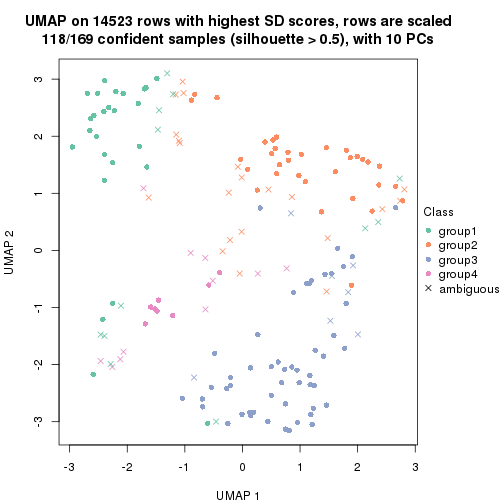 UMAP on 14523 rows with highest SD scores, rows are scaled
118/169 confident samples (silhouette > 0.5), with 10 PCs
3
2
1
0
-1
-2
-3
UMAP 2
-3
-2
-1
0
1
2
3
UMAP 1
Class
group1
group2
group3
group4
ambiguous